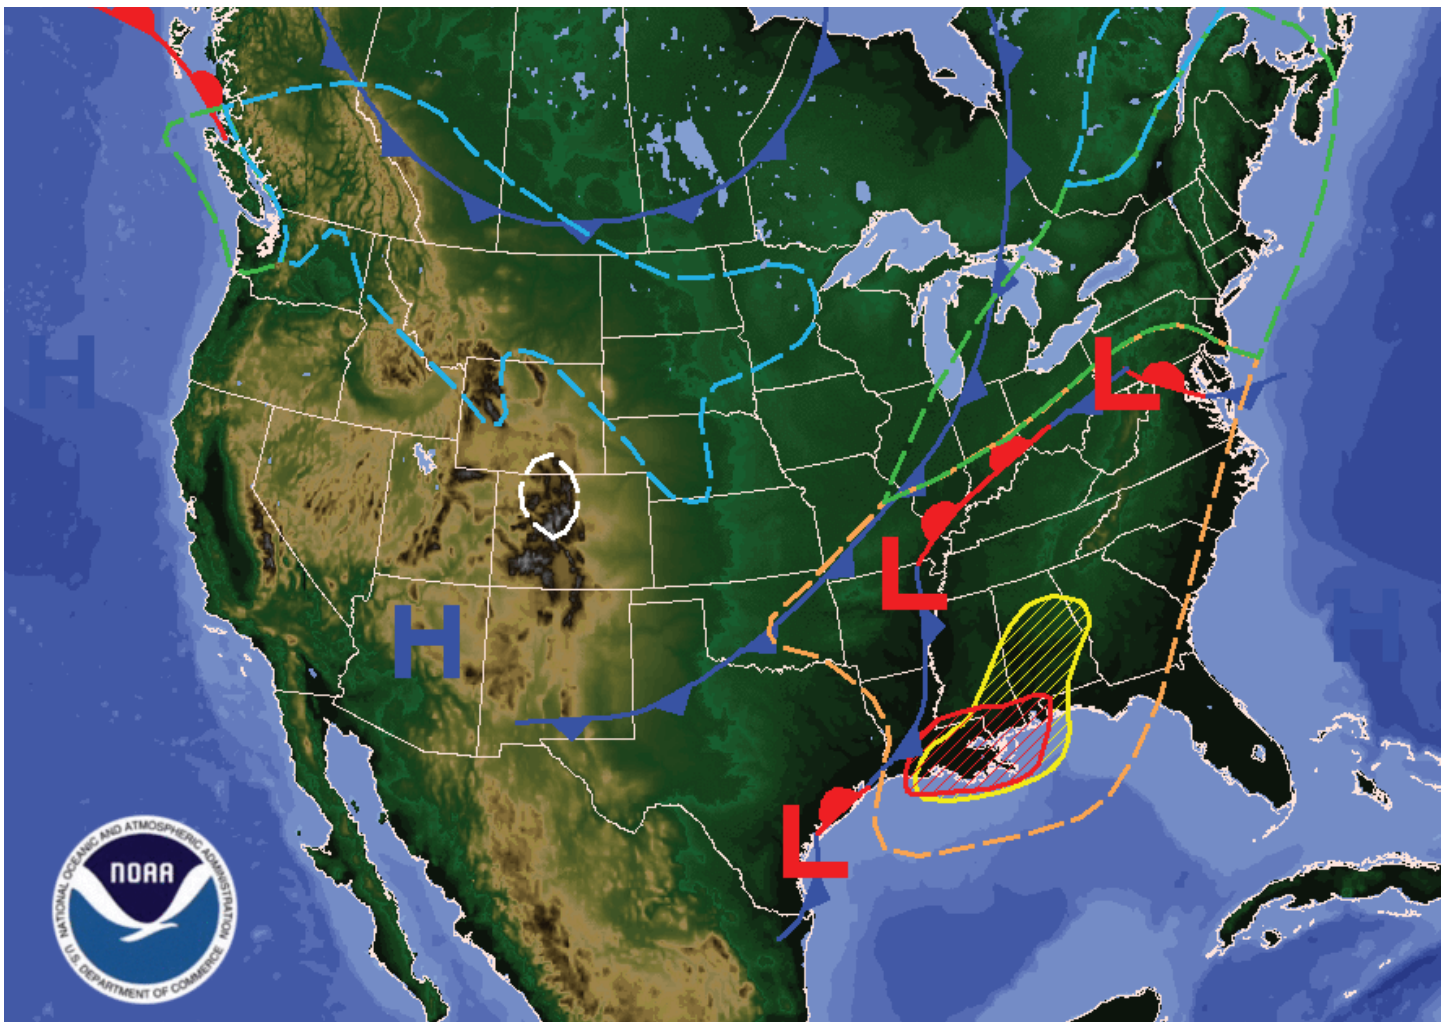 H
L
L
H
H
L
NATIONAL OCEANIC AND ATMOSPHERIC ADMINISTRATION
NOAA
U.S. DEPARTMENT OF COMMERCE